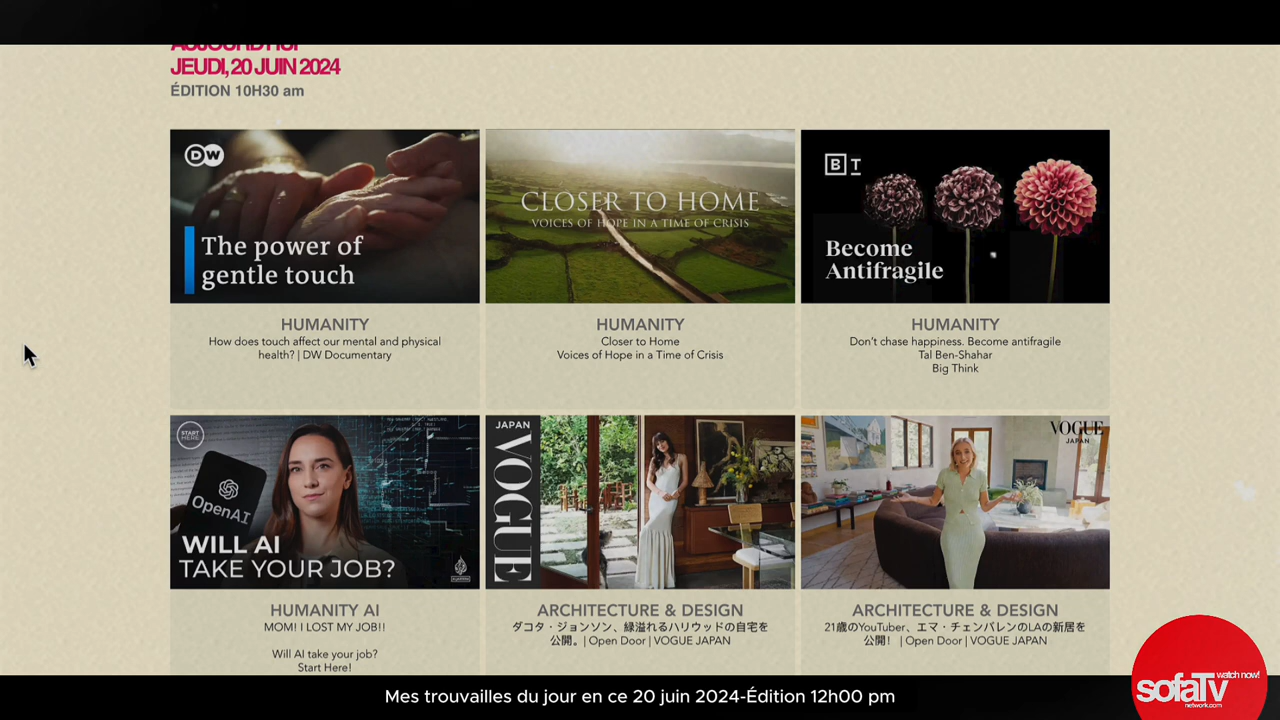 AUJOURD'HUI
JEUDI, 20 JUIN 2024
ÉDITION 10H30 am
DW
The power of
gentle touch
CLOSER TO HOME
VOICES OF HOPE IN A TIME OF CRISIS
B T
Become
Antifragile
HUMANITY
How does touch affect our mental and physical
health? | DW Documentary
HUMANITY
Closer to Home
Voices of Hope in a Time of Crisis
HUMANITY
Don't chase happiness. Become antifragile
Tal Ben-Shahar
Big Think
START
HERE
OpenAI
WILL AI
TAKE YOUR JOB?
JAPAN
VOGUE
VOGUE
JAPAN
HUMANITY AI
MOM! I LOST MY JOB!!
Will AI take your job?
Start Here!
ARCHITECTURE & DESIGN
ダコタ・ジョンソン、緑溢れるハリウッドの自宅を
公開。| Open Door | VOGUE JAPAN
ARCHITECTURE & DESIGN
21歳のYouTuber、エマ・チェンバレンのLAの新居を
公開！ | Open Door | VOGUE JAPAN
Mes trouvailles du jour en ce 20 juin 2024-Édition 12h00 pm
watch now!
sofaTv
network.com